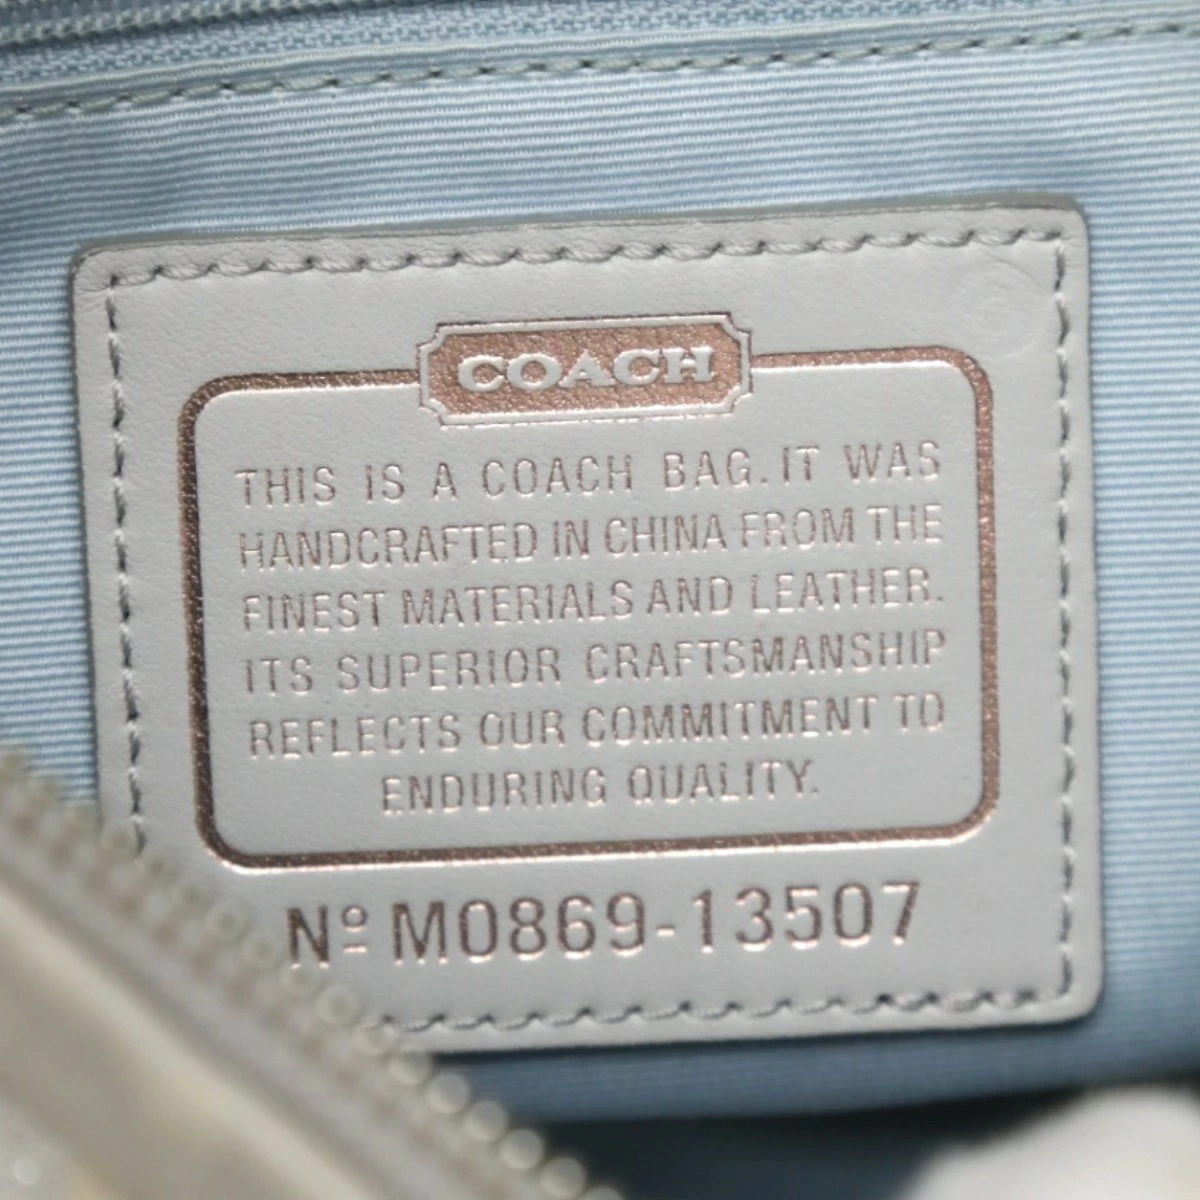 COACH
THIS IS A COACH BAG. IT WAS
HANDCRAFTED IN CHINA FROM THE
FINEST MATERIALS AND LEATHER.
ITS SUPERIOR CRAFTSMANSHIP
REFLECTS OUR COMMITMENT TO
ENDURING QUALITY.
Nº M0869-13507